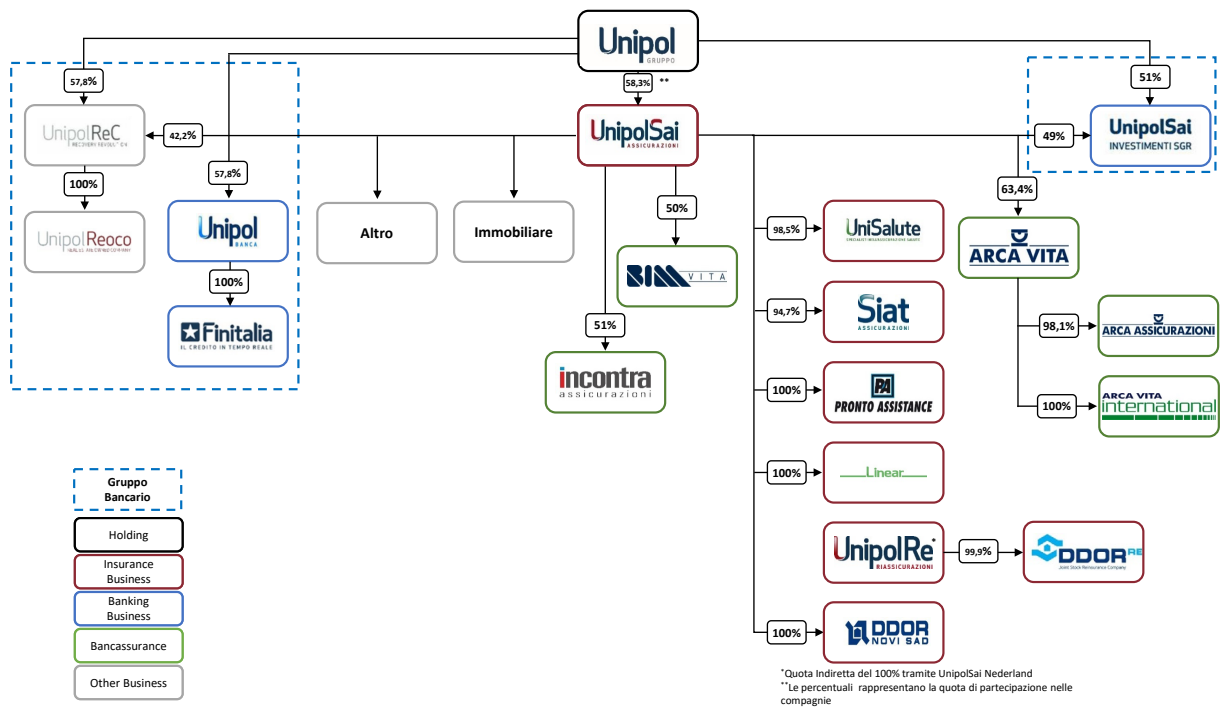 Unipol
GRUPPO
57,8%
58,3%
**
51%
UnipolReC
42,2%
UnipolSai
ASSICURAZIONI
49%
UnipolSai
INVESTIMENTI SGR
100%
57,8%
50%
63,4%
UnipolReoco
Unipol
BANCA
Altro
Immobiliare
98,5%
UniSalute
ARCA VITA
BIM VITA
100%
94,7%
Siat
ASSICURAZIONI
51%
98,1%
ARCA ASSICURAZIONI
Finitalia
IL CREDITO IN TEMPO REALE
incontra
assicurazioni
100%
PA
PRONTO ASSISTANCE
100%
ARCA VITA
international
100%
Linear
Gruppo
Bancario
Holding
Insurance
Business
Banking
Business
Bancassurance
Other Business
UnipolRe*
RIASSICURAZIONI
99,9%
DDOR RE
Joint Stock Reinsurance Company
100%
DDOR
NOVI SAD
*Quota Indiretta del 100% tramite UnipolSai Nederland
**Le percentuali rappresentano la quota di partecipazione nelle
compagnie